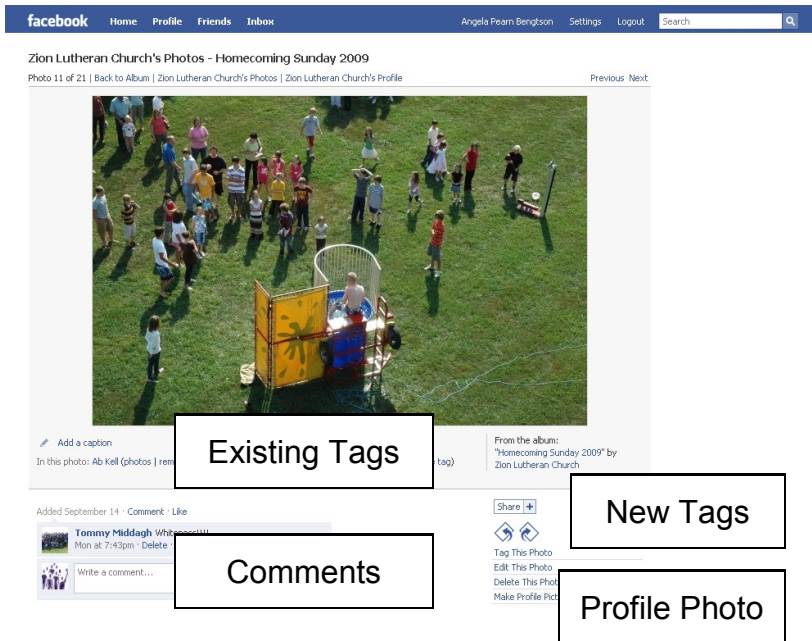 facebook Home Profile Friends Inbox Angela Pearn Bengtson Settings Logout Search
Zion Lutheran Church's Photos - Homecoming Sunday 2009
Photo 11 of 21 | Back to Album | Zion Lutheran Church's Photos | Zion Lutheran Church's Profile Previous Next
Add a caption
In this photo: Ab Kell (photos | tag)
Existing Tags
From the album:
"Homecoming Sunday 2009" by
Zion Lutheran Church
Added September 14 · Comment · Like
Tommy Middagh
Mon at 7:43pm · Delete ·
Write a comment...
Comments
Share +
Tag This Photo
Edit This Photo
Delete This
Make Profile
New Tags
Profile Photo